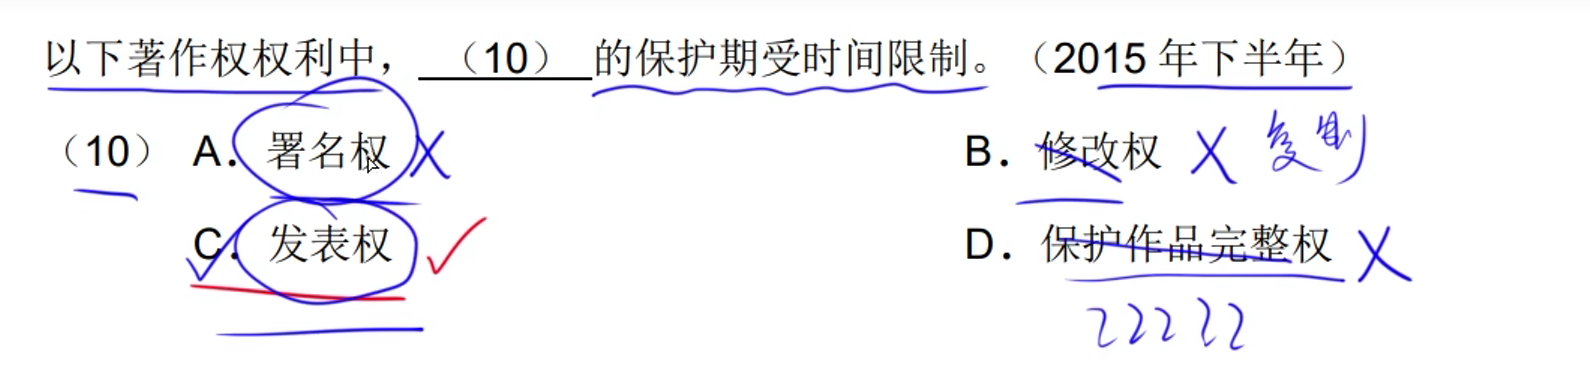 以下著作权权利中，（10）的保护期受时间限制。（2015 年下半年）
（10） A．署名权 X B．修改权 X 复制
C．发表权 D．保护作品完整权 X